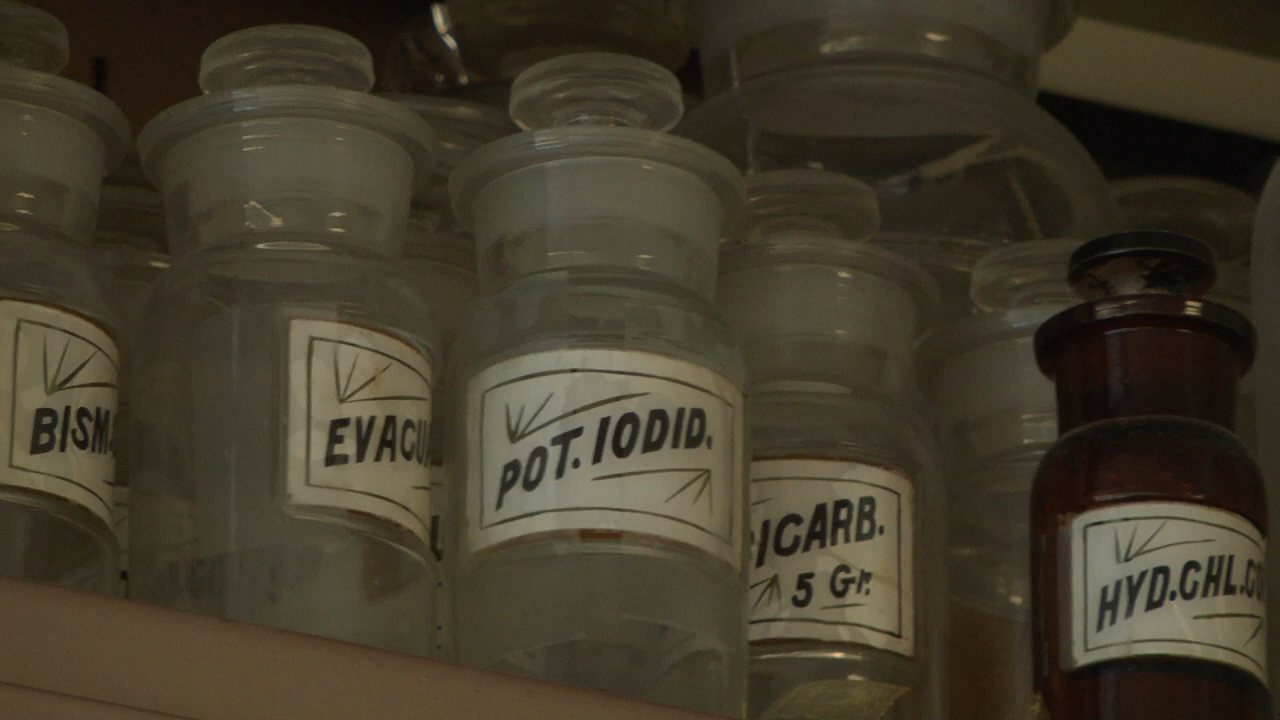 BISM
EVACU
POT. IODID.
ICARB.
5 Gr.
HYD.CHL.C